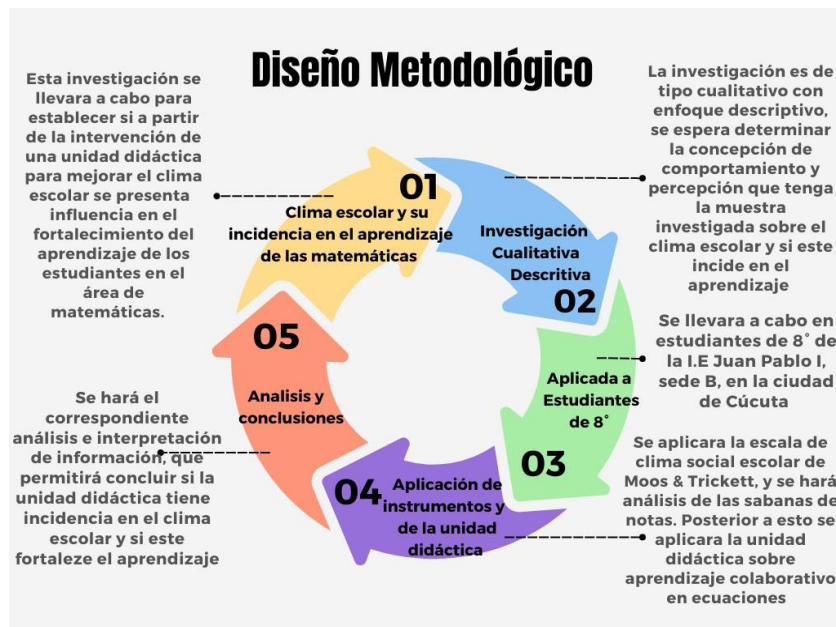 Diseño Metodológico
Esta investigación se
llevara a cabo para
establecer si a partir
de la intervención de
una unidad didáctica
para mejorar el clima
escolar se presenta
influencia en el
fortalecimiento del
aprendizaje de los
estudiantes en el
área de
matemáticas.
01
Clima escolar y su
incidencia en el aprendizaje
de las matemáticas
La investigación es de
tipo cualitativo con
enfoque descriptivo,
se espera determinar
la concepción de
comportamiento y
percepción que tenga
la muestra
investigada sobre el
clima escolar y si este
incide en el
aprendizaje
Investigación
Cualitativa
Descritiva
02
Se llevara a cabo en
estudiantes de 8° de
la I.E Juan Pablo I,
sede B, en la ciudad
de Cúcuta
Aplicada a
Estudiantes
de 8°
03
Se aplicara la escala de
clima social escolar de
Moos & Trickett, y se hará
análisis de las sabanas de
notas. Posterior a esto se
aplicara la unidad
didáctica sobre
aprendizaje colaborativo
en ecuaciones
04
Aplicación de
instrumentos y
de la unidad
didáctica
05
Analisis y
conclusiones
Se hará el
correspondiente
análisis e interpretación
de información, que
permitirá concluir si la
unidad didáctica tiene
incidencia en el clima
escolar y si este
fortaleze el aprendizaje